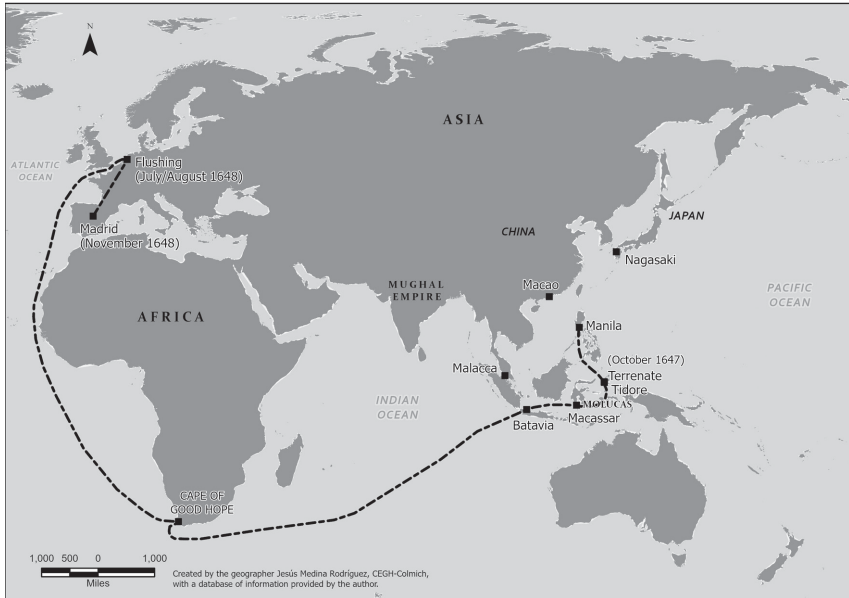 N
ASIA
ATLANTIC
OCEAN
Flushing
(July/August 1648)
Madrid
(November 1648)
JAPAN
CHINA
Nagasaki
MUGHAL
EMPIRE
Macao
PACIFIC
OCEAN
AFRICA
Manila
(October 1647)
Malacca
Terrenate
Tidore
INDIAN
OCEAN
MOLUCAS
Macassar
Batavia
CAPE OF
GOOD HOPE
1,000 500 0 1,000
Miles
Created by the geographer Jesús Medina Rodríguez, CEGH-Colmich,
with a database of information provided by the author.